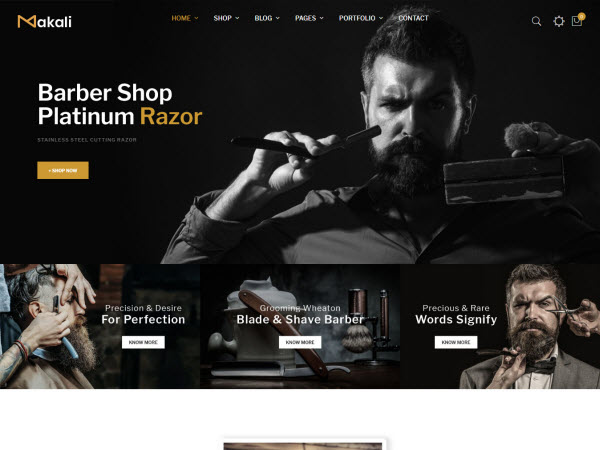 Makali
HOME SHOP BLOG PAGES PORTFOLIO CONTACT
0
Barber Shop
Platinum Razor
STAINLESS STEEL CUTTING RAZOR
+ SHOP NOW
Precision & Desire
For Perfection
KNOW MORE
Grooming Wheaton
Blade & Shave Barber
KNOW MORE
Precious & Rare
Words Signify
KNOW MORE